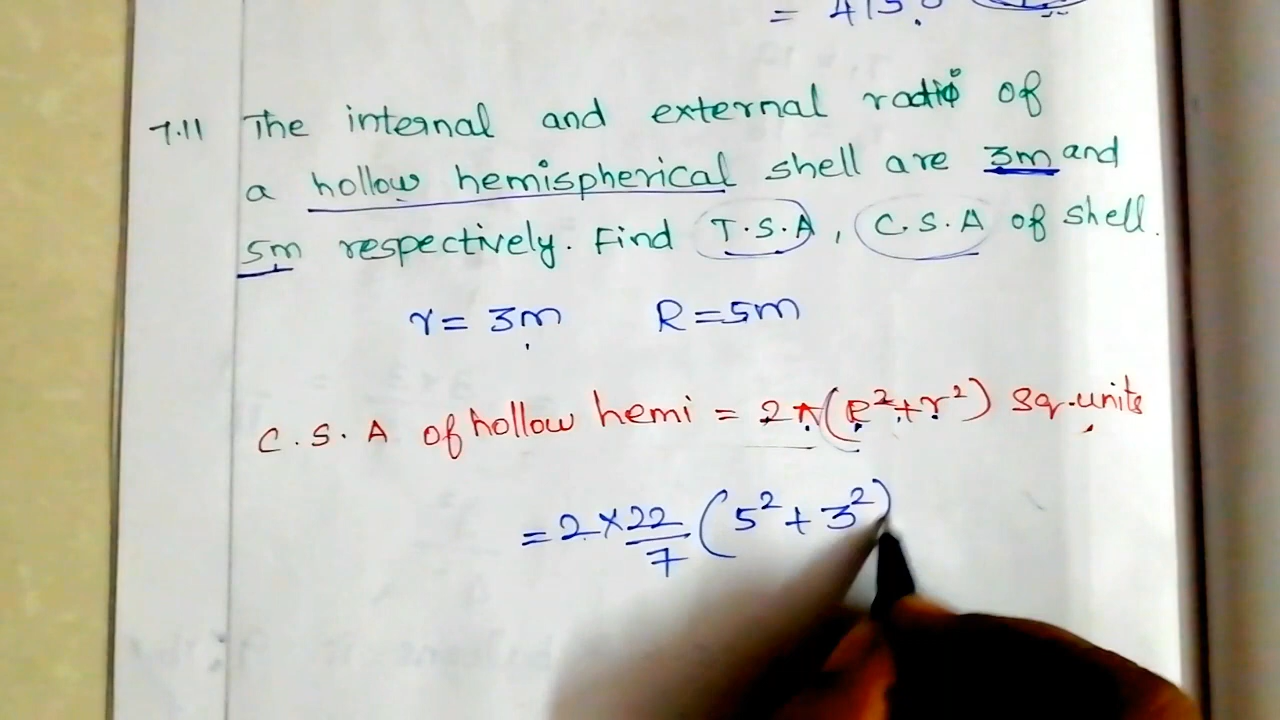 7.11 The internal and external radii of
a hollow hemispherical shell are 3m and
5m respectively. Find T.S.A, C.S.A of shell.
r = 3m R = 5m
C.S.A of hollow hemi = 2π(R²+r²) sq.units
= 2 × 22/7 (5² + 3²)